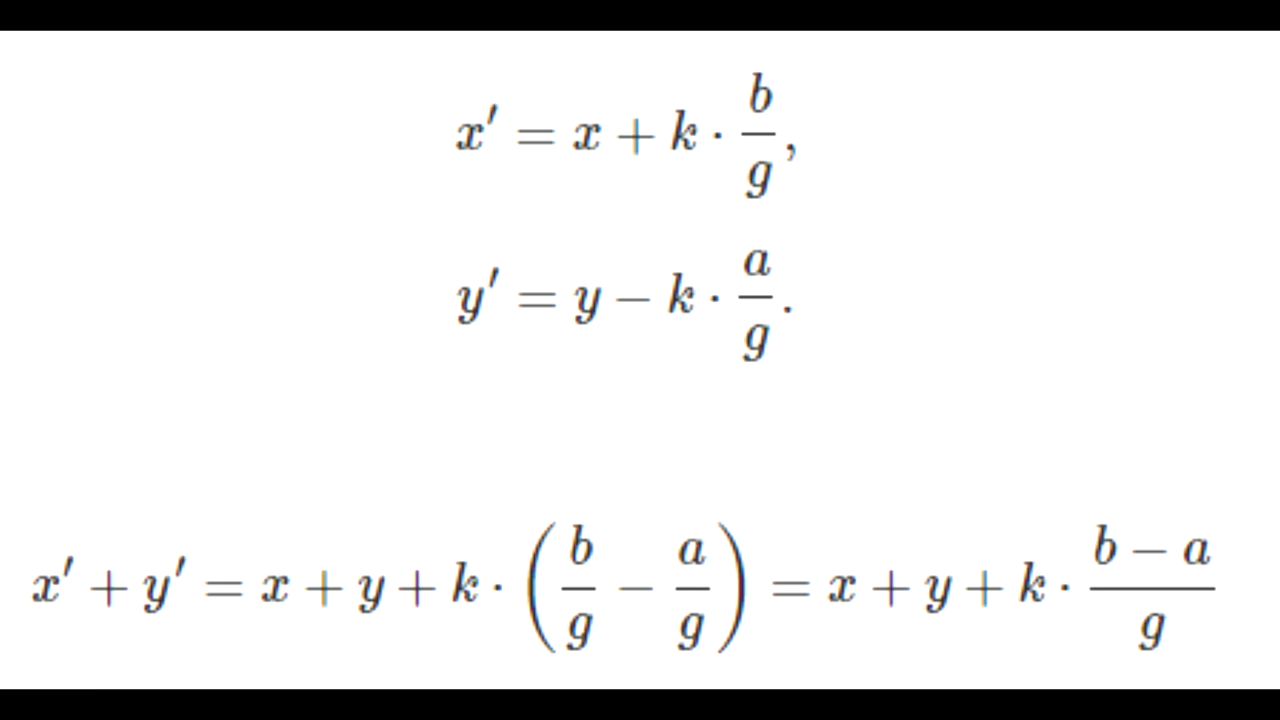 x' = x + k · b/g,
y' = y − k · a/g.
x' + y' = x + y + k · (b/g − a/g) = x + y + k · (b − a)/g